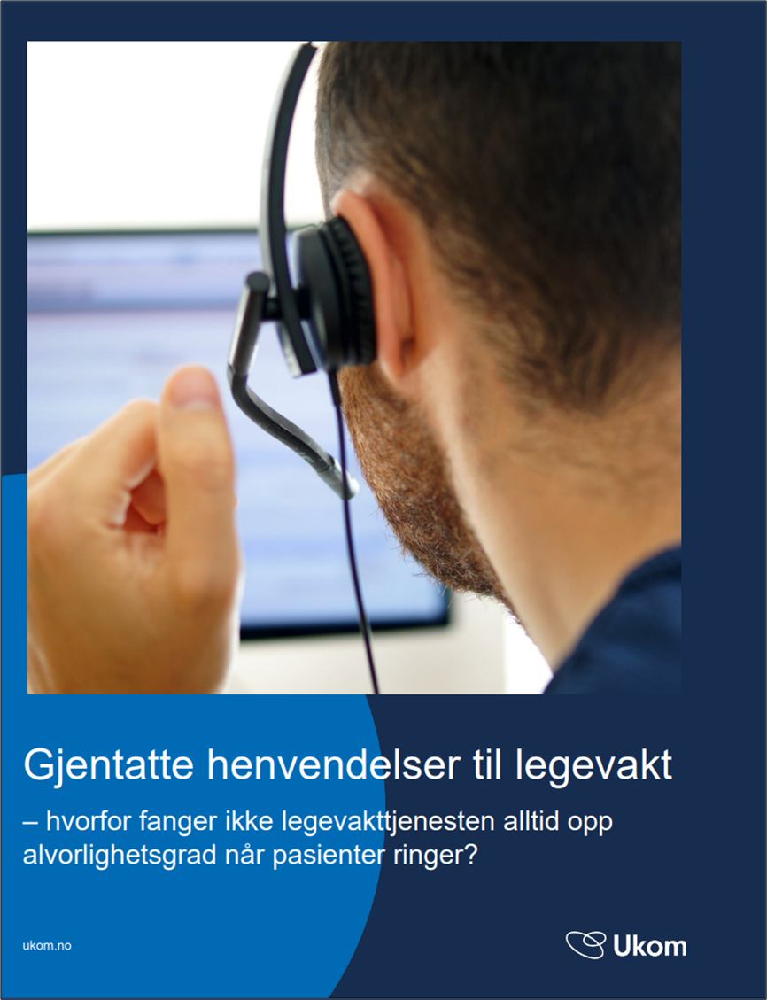 Gjentatte henvendelser til legevakt
– hvorfor fanger ikke legevakttjenesten alltid opp
alvorlighetsgrad når pasienter ringer?
ukom.no
Ukom